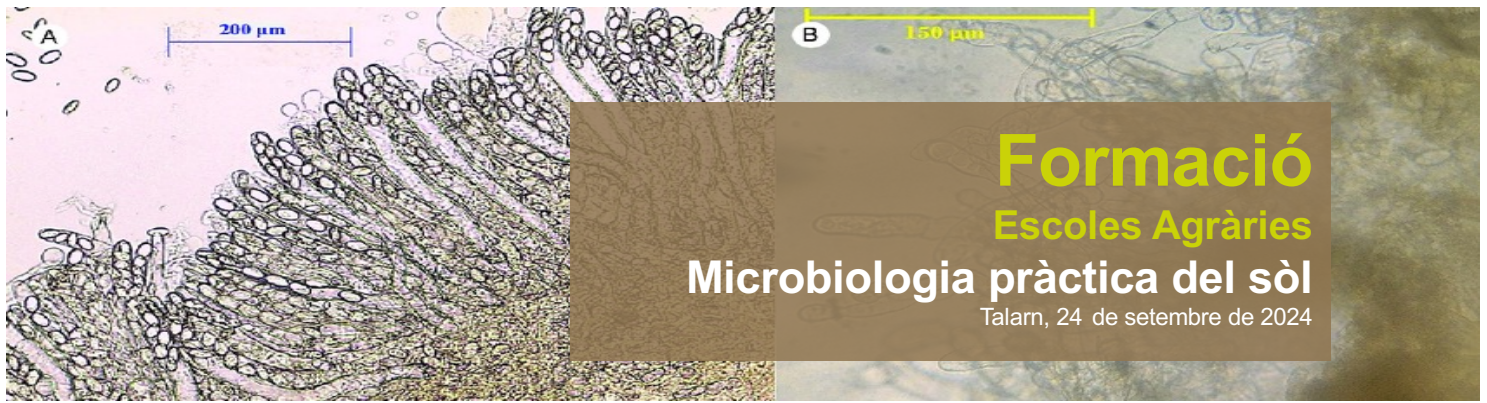 A
200 µm
B
150 µm
Formació
Escoles Agràries
Microbiologia pràctica del sòl
Talarn, 24 de setembre de 2024